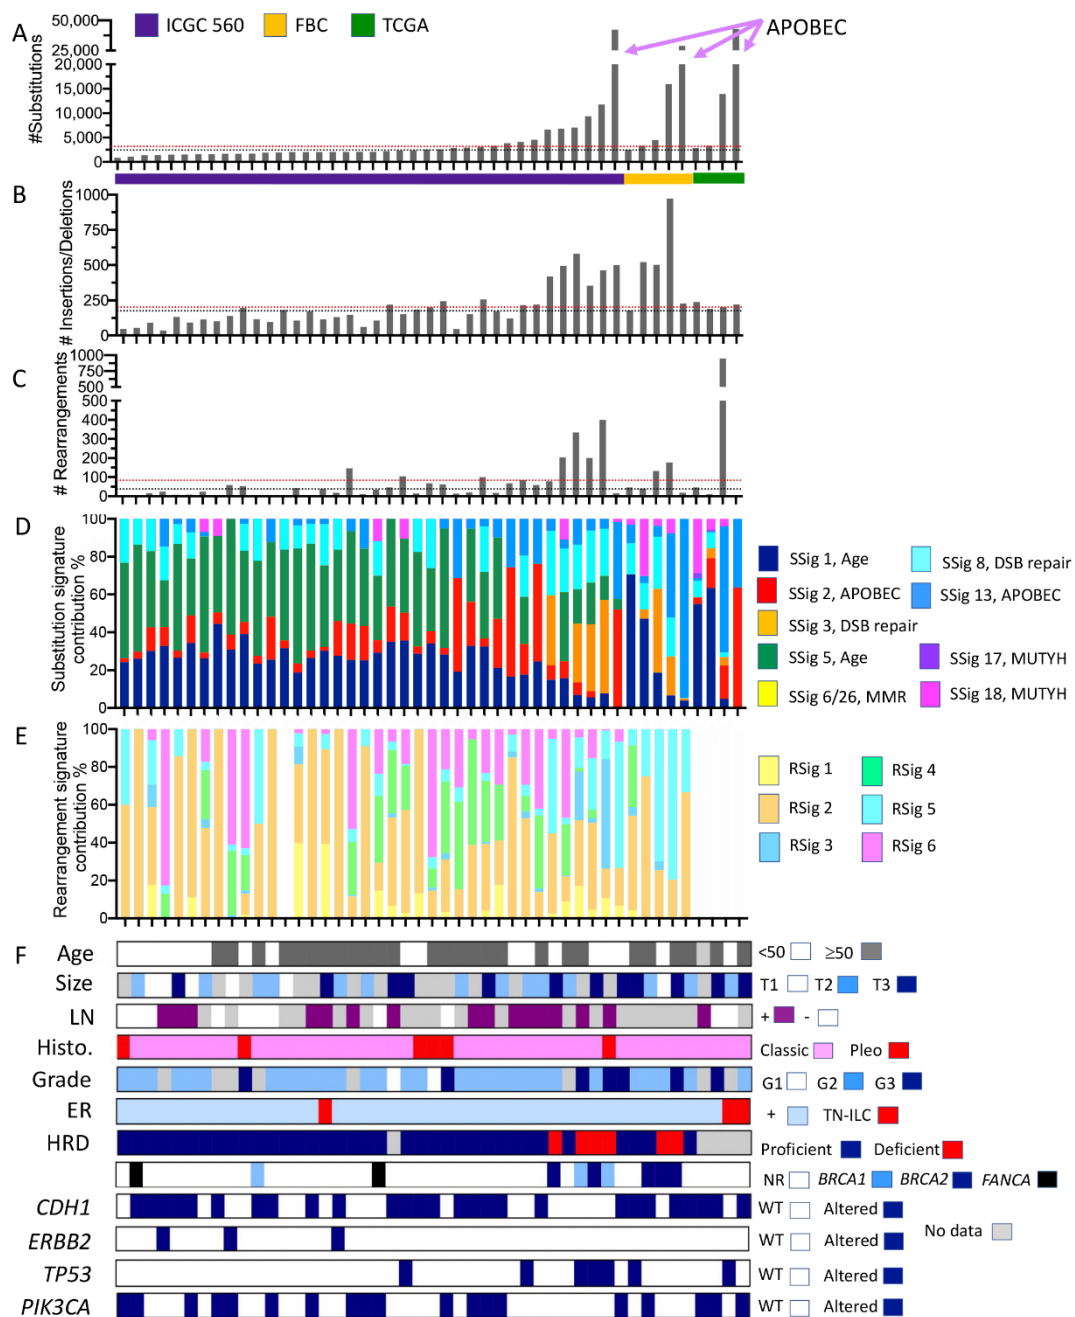 A
ICGC 560
FBC
TCGA
APOBEC
#Substitutions
50,000
25,000
20,000
15,000
10,000
5,000
0
B
# Insertions/Deletions
1000
750
500
250
0
C
# Rearrangements
1000
500
500
400
300
200
100
0
D
Substitution signature
contribution %
100
80
60
40
20
0
SSig 1, Age
SSig 8, DSB repair
SSig 2, APOBEC
SSig 13, APOBEC
SSig 3, DSB repair
SSig 5, Age
SSig 17, MUTYH
SSig 6/26, MMR
SSig 18, MUTYH
E
Rearrangement signature
contribution %
100
80
60
40
20
0
RSig 1
RSig 4
RSig 2
RSig 5
RSig 3
RSig 6
F
Age
<50
≥50
Size
T1
T2
T3
LN
+
-
Histo.
Classic
Pleo
Grade
G1
G2
G3
ER
+
TN-ILC
HRD
Proficient
Deficient
NR
BRCA1
BRCA2
FANCA
CDH1
WT
Altered
No data
ERBB2
WT
Altered
TP53
WT
Altered
PIK3CA
WT
Altered